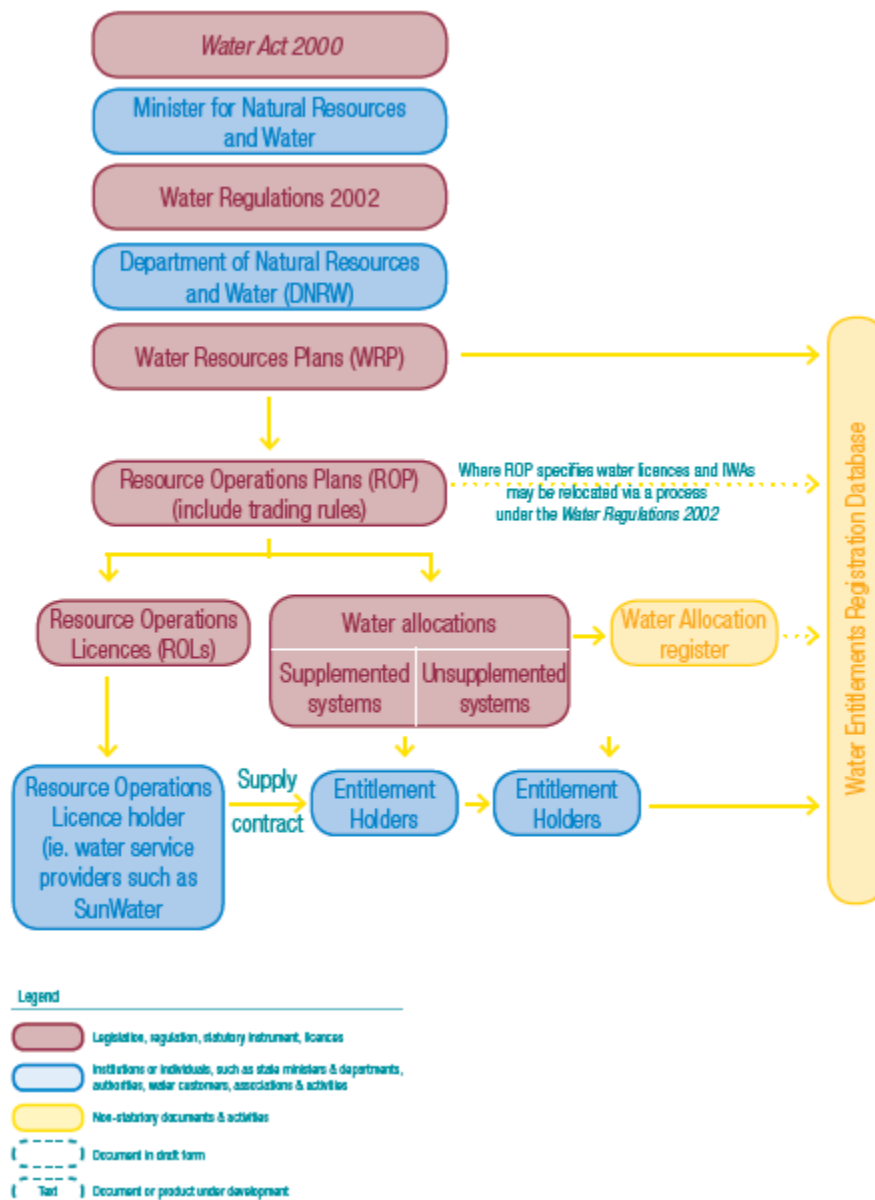 Water Act 2000
Minister for Natural Resources
and Water
Water Regulations 2002
Department of Natural Resources
and Water (DNRW)
Water Resources Plans (WRP)
Resource Operations Plans (ROP)
(include trading rules)
Where ROP specifies water licences and IWAs
may be relocated via a process
under the Water Regulations 2002
Resource Operations
Licences (ROLs)
Water allocations
Supplemented
systems
Unsupplemented
systems
Water Allocation
register
Resource Operations
Licence holder
(ie. water service
providers such as
SunWater
Supply
contract
Entitlement
Holders
Entitlement
Holders
Water Entitlements Registration Database
Legend
Legislation, regulation, statutory instrument, licences
Institutions or individuals, such as state ministers & departments,
authorities, water customers, associations & activities
Non-statutory documents & activities
Document in draft form
Text
Document or product under development